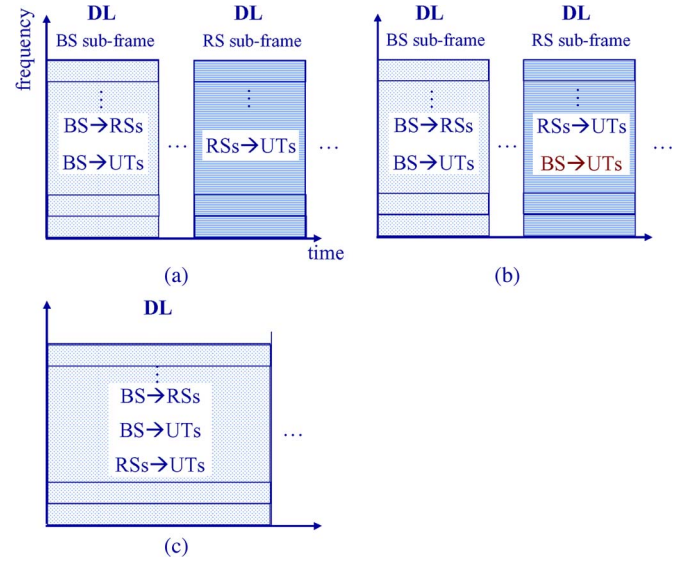 frequency
DL
BS sub-frame
DL
RS sub-frame
⋮
BS→RSs
BS→UTs
…
⋮
RSs→UTs
…
time
(a)
DL
BS sub-frame
DL
RS sub-frame
⋮
BS→RSs
BS→UTs
…
⋮
RSs→UTs
BS→UTs
…
(b)
DL
⋮
BS→RSs
BS→UTs
RSs→UTs
…
(c)